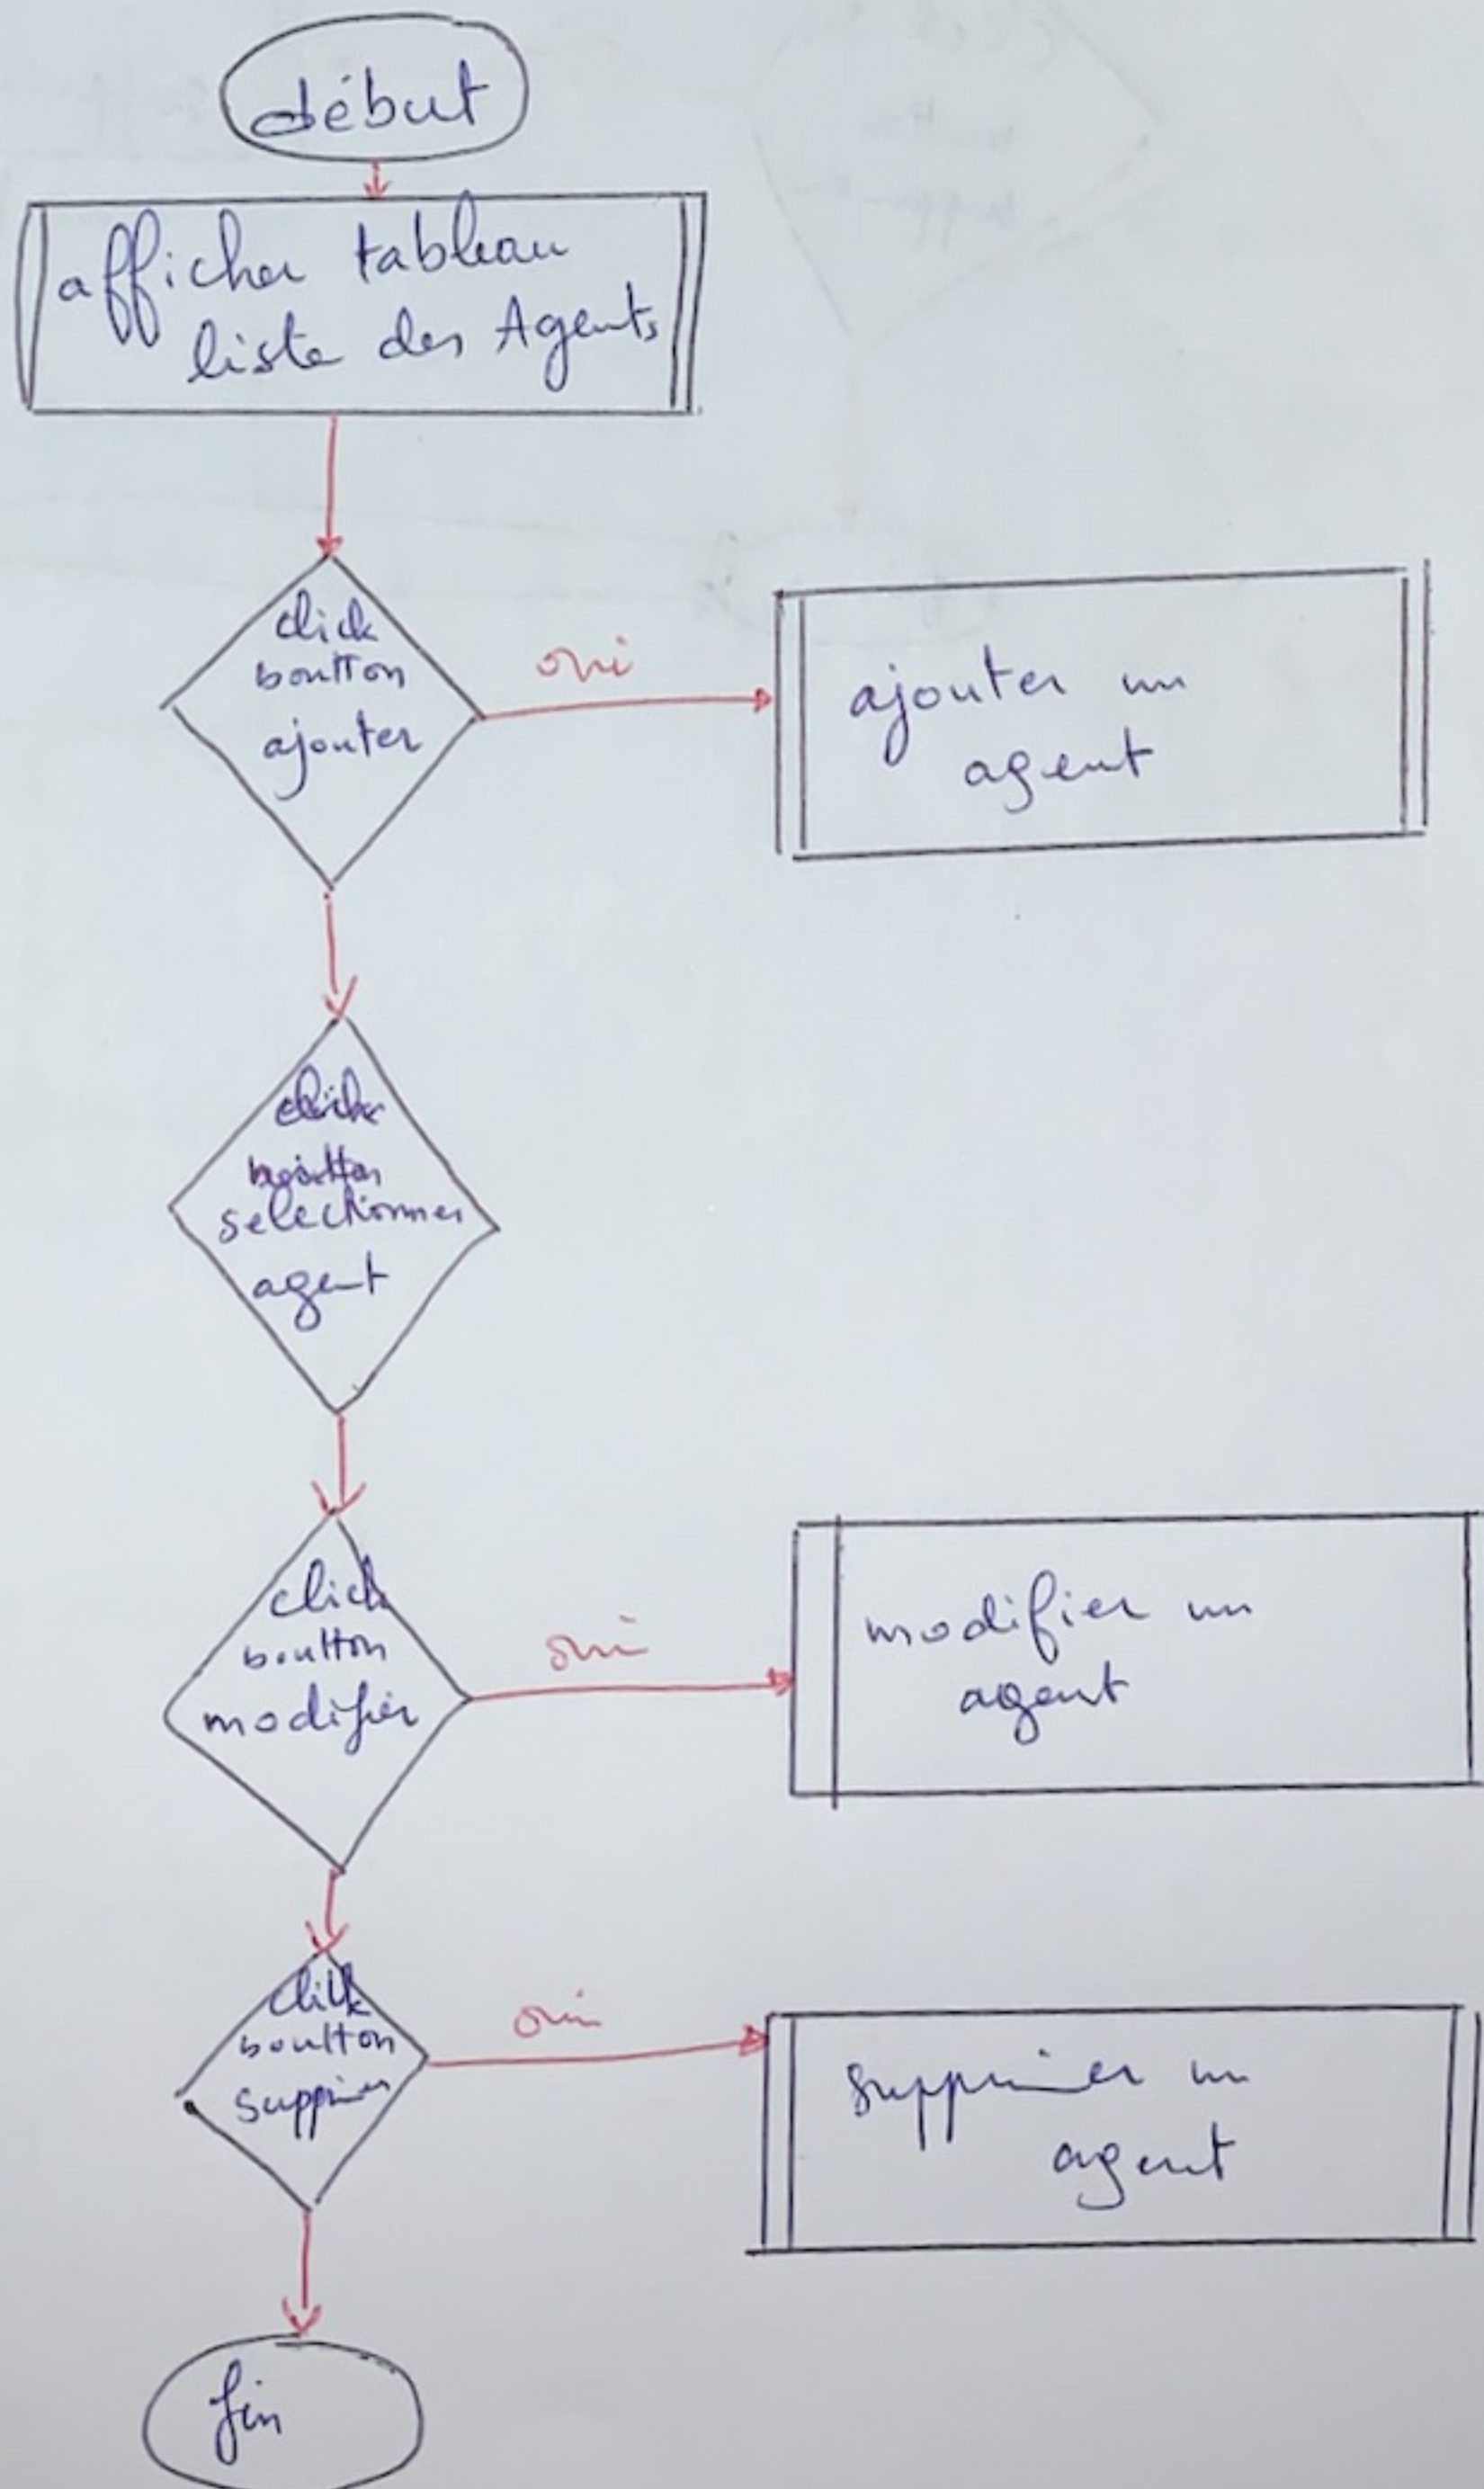 début
afficher tableau
liste des Agents
click
boutton
ajouter
oui
ajouter un
agent
selectionner
agent
click
boutton
modifier
oui
modifier un
agent
click
boutton
supprimer
oui
supprimer un
agent
fin